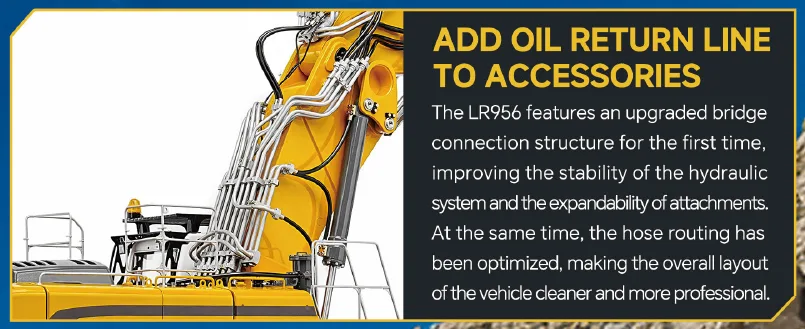 ADD OIL RETURN LINE
TO ACCESSORIES
The LR956 features an upgraded bridge
connection structure for the first time,
improving the stability of the hydraulic
system and the expandability of attachments.
At the same time, the hose routing has
been optimized, making the overall layout
of the vehicle cleaner and more professional.